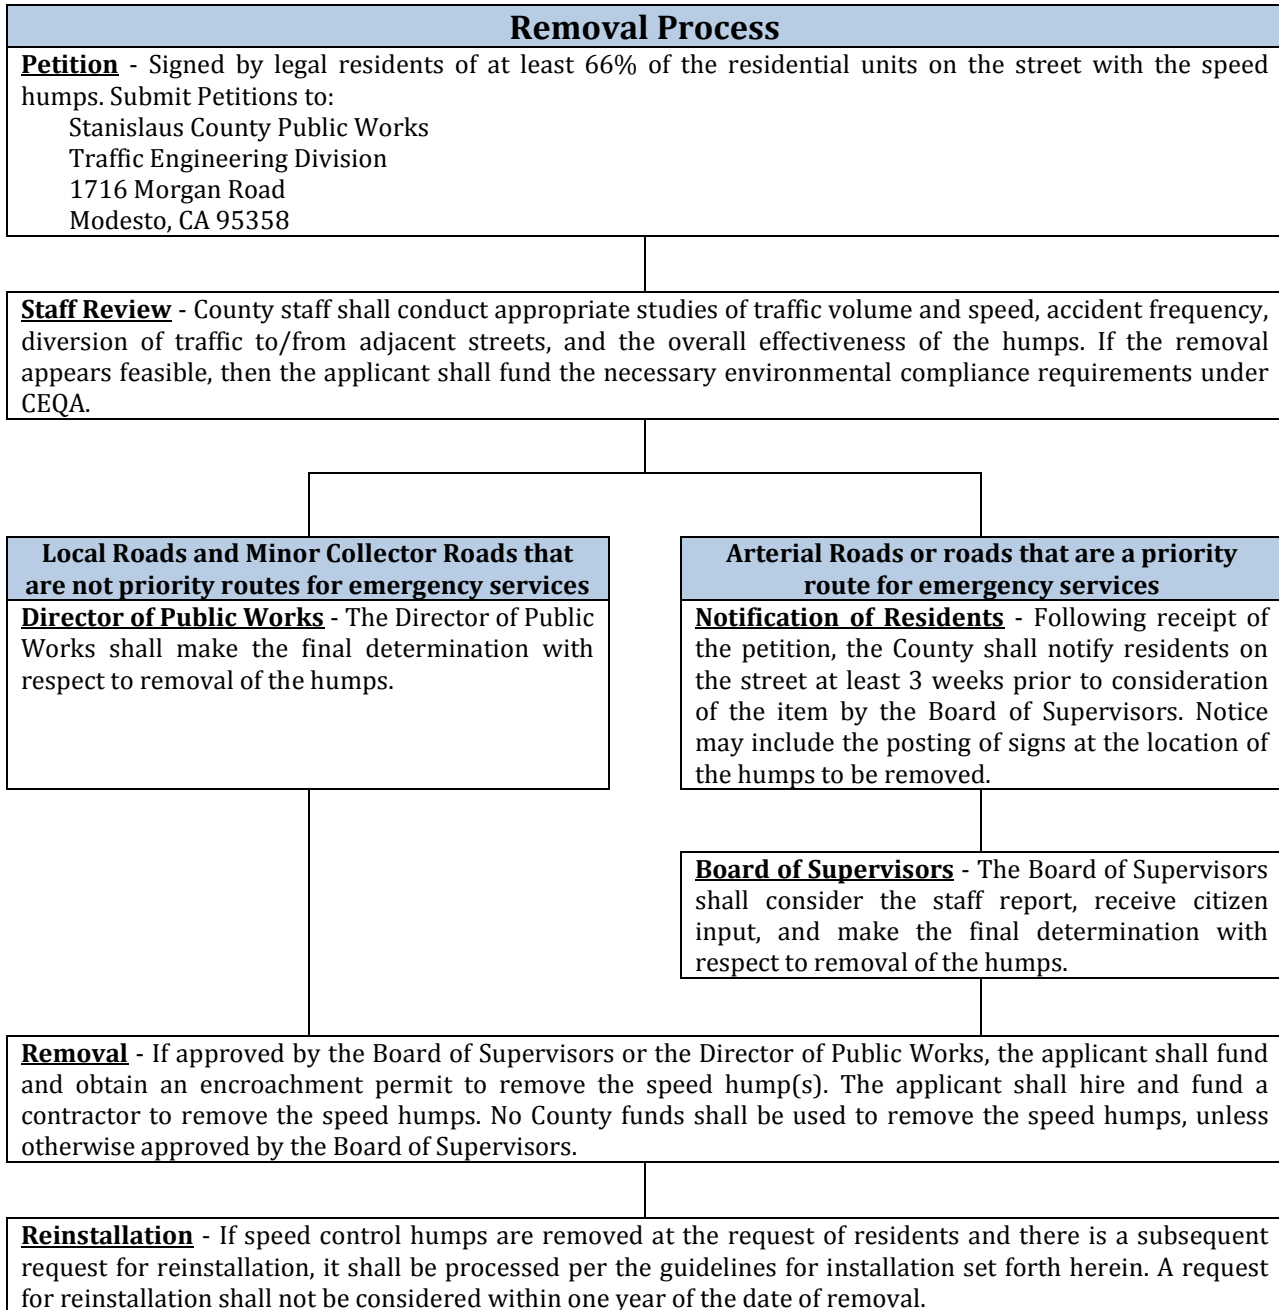 Removal Process
Petition - Signed by legal residents of at least 66% of the residential units on the street with the speed
humps. Submit Petitions to:
Stanislaus County Public Works
Traffic Engineering Division
1716 Morgan Road
Modesto, CA 95358
Staff Review - County staff shall conduct appropriate studies of traffic volume and speed, accident frequency,
diversion of traffic to/from adjacent streets, and the overall effectiveness of the humps. If the removal
appears feasible, then the applicant shall fund the necessary environmental compliance requirements under
CEQA.
Local Roads and Minor Collector Roads that
are not priority routes for emergency services
Director of Public Works - The Director of Public
Works shall make the final determination with
respect to removal of the humps.
Arterial Roads or roads that are a priority
route for emergency services
Notification of Residents - Following receipt of
the petition, the County shall notify residents on
the street at least 3 weeks prior to consideration
of the item by the Board of Supervisors. Notice
may include the posting of signs at the location of
the humps to be removed.
Board of Supervisors - The Board of Supervisors
shall consider the staff report, receive citizen
input, and make the final determination with
respect to removal of the humps.
Removal - If approved by the Board of Supervisors or the Director of Public Works, the applicant shall fund
and obtain an encroachment permit to remove the speed hump(s). The applicant shall hire and fund a
contractor to remove the speed humps. No County funds shall be used to remove the speed humps, unless
otherwise approved by the Board of Supervisors.
Reinstallation - If speed control humps are removed at the request of residents and there is a subsequent
request for reinstallation, it shall be processed per the guidelines for installation set forth herein. A request
for reinstallation shall not be considered within one year of the date of removal.